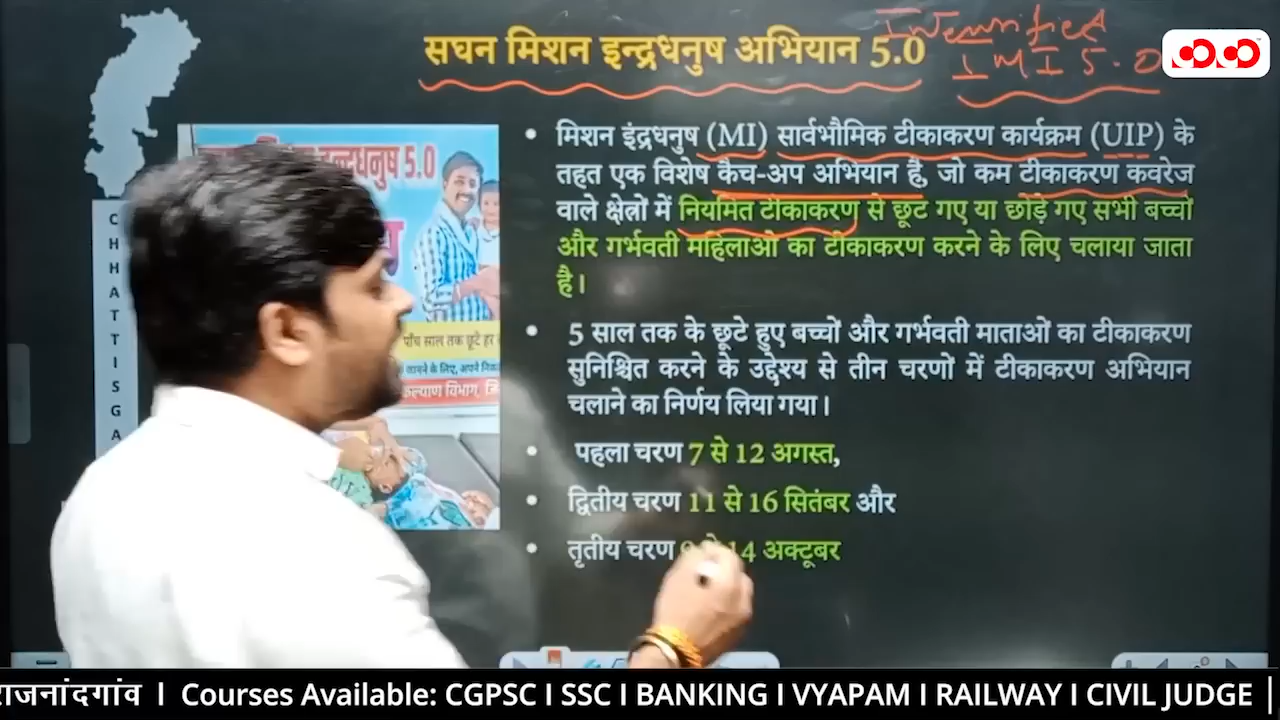 सघन मिशन इन्द्रधनुष अभियान 5.0
IMI 5.0
इन्द्रधनुष 5.0
मिशन इंद्रधनुष (MI) सार्वभौमिक टीकाकरण कार्यक्रम (UIP) के
तहत एक विशेष कैच-अप अभियान है, जो कम टीकाकरण कवरेज
वाले क्षेत्रों में नियमित टीकाकरण से छूट गए या छोड़े गए सभी बच्चों
और गर्भवती महिलाओं का टीकाकरण करने के लिए चलाया जाता
है।
5 साल तक के छूटे हुए बच्चों और गर्भवती माताओं का टीकाकरण
सुनिश्चित करने के उद्देश्य से तीन चरणों में टीकाकरण अभियान
चलाने का निर्णय लिया गया।
पहला चरण 7 से 12 अगस्त,
द्वितीय चरण 11 से 16 सितंबर और
तृतीय चरण 14 अक्टूबर
पाँच साल तक छूटे हर
के लिए, अपने
कल्याण विभाग,
CHHATTISGA
राजनांदगांव । Courses Available: CGPSC I SSC I BANKING I VYAPAM I RAILWAY I CIVIL JUDGE |